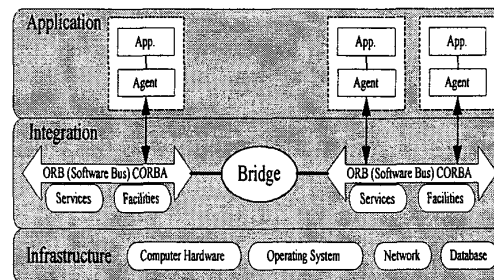 Application
App.
App.
App.
Agent
Agent
Agent
Integration
ORB (Software Bus) CORBA
Bridge
ORB (Software Bus) CORBA
Services
Facilities
Services
Facilities
Infrastructure
Computer Hardware
Operating System
Network
Database